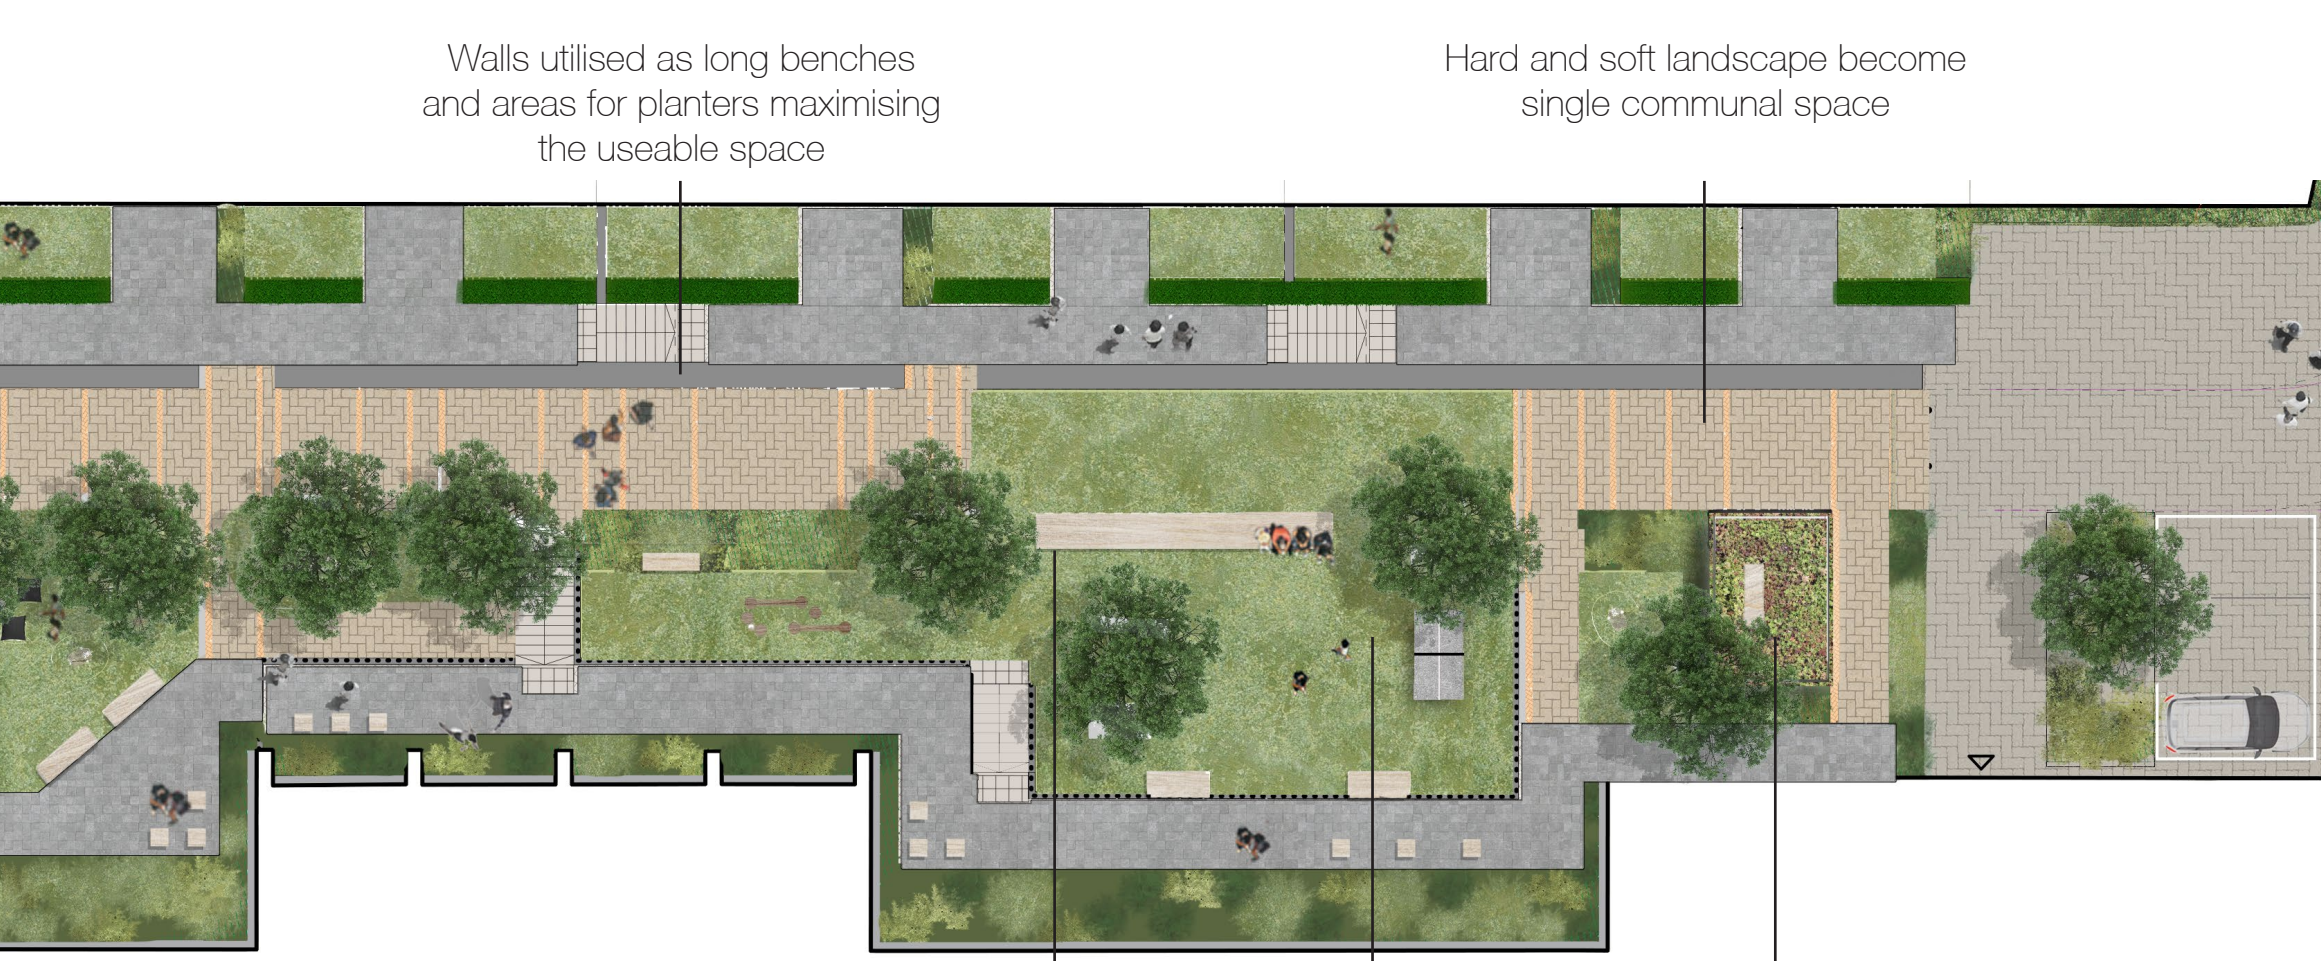 Walls utilised as long benches
and areas for planters maximising
the useable space
Hard and soft landscape become
single communal space